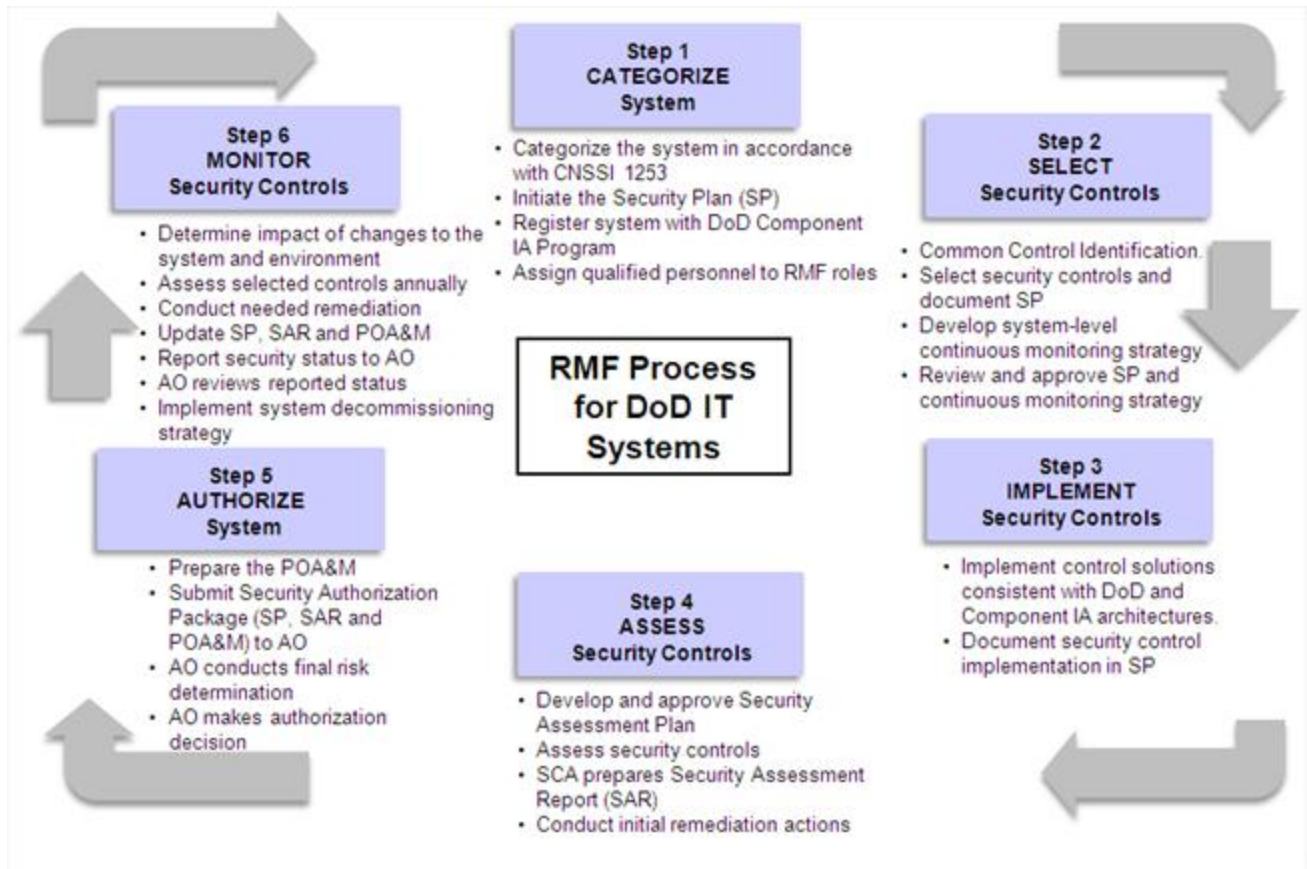 Step 1
CATEGORIZE
System
• Categorize the system in accordance
with CNSSI 1253
• Initiate the Security Plan (SP)
• Register system with DoD Component
IA Program
• Assign qualified personnel to RMF roles
Step 2
SELECT
Security Controls
• Common Control Identification.
• Select security controls and
document SP
• Develop system-level
continuous monitoring strategy
• Review and approve SP and
continuous monitoring strategy
Step 3
IMPLEMENT
Security Controls
• Implement control solutions
consistent with DoD and
Component IA architectures.
• Document security control
implementation in SP
Step 4
ASSESS
Security Controls
• Develop and approve Security
Assessment Plan
• Assess security controls
• SCA prepares Security Assessment
Report (SAR)
• Conduct initial remediation actions
Step 5
AUTHORIZE
System
• Prepare the POA&M
• Submit Security Authorization
Package (SP, SAR and
POA&M) to AO
• AO conducts final risk
determination
• AO makes authorization
decision
Step 6
MONITOR
Security Controls
• Determine impact of changes to the
system and environment
• Assess selected controls annually
• Conduct needed remediation
• Update SP, SAR and POA&M
• Report security status to AO
• AO reviews reported status
• Implement system decommissioning
strategy
RMF Process
for DoD IT
Systems